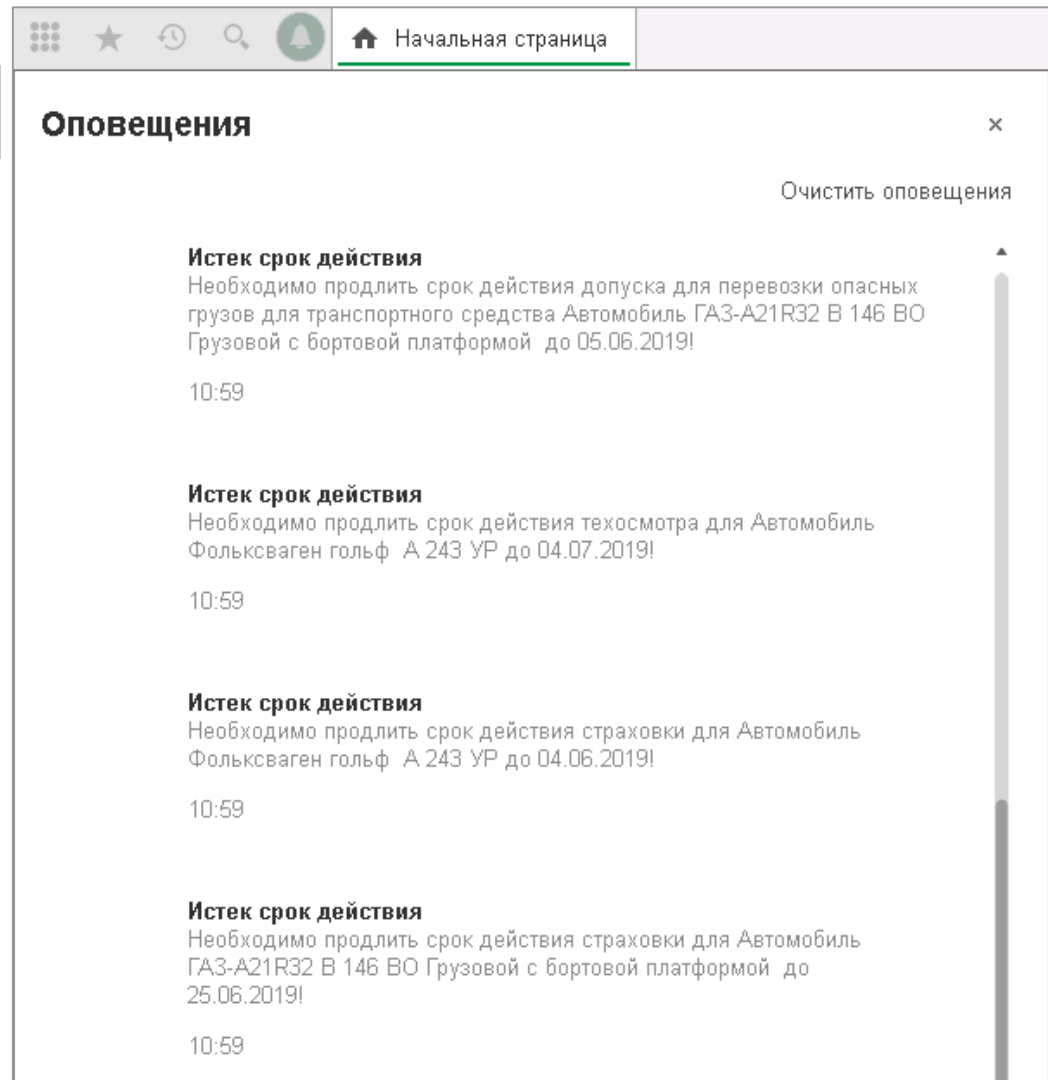 Начальная страница
Оповещения
Очистить оповещения
Истек срок действия
Необходимо продлить срок действия допуска для перевозки опасных
грузов для транспортного средства Автомобиль ГАЗ-А21R32 В 146 ВО
Грузовой с бортовой платформой до 05.06.2019!
10:59
Истек срок действия
Необходимо продлить срок действия техосмотра для Автомобиль
Фольксваген гольф А 243 УР до 04.07.2019!
10:59
Истек срок действия
Необходимо продлить срок действия страховки для Автомобиль
Фольксваген гольф А 243 УР до 04.06.2019!
10:59
Истек срок действия
Необходимо продлить срок действия страховки для Автомобиль
ГАЗ-А21R32 В 146 ВО Грузовой с бортовой платформой до
25.06.2019!
10:59